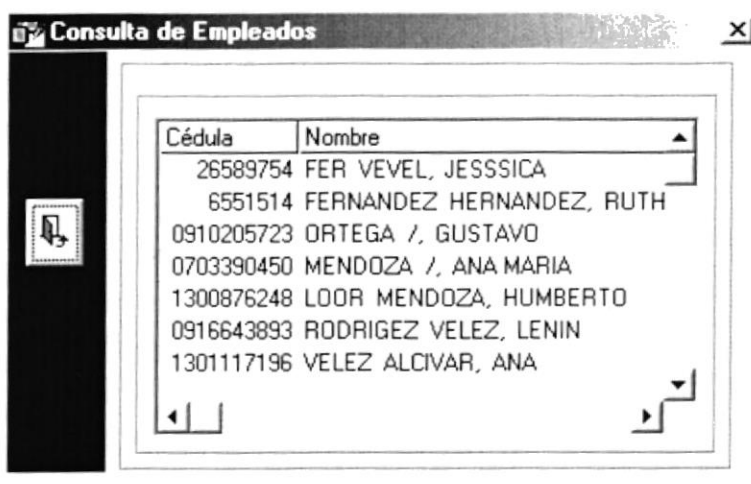 Consulta de Empleados
Cédula Nombre
26589754 FER VEVEL, JESSSICA
6551514 FERNANDEZ HERNANDEZ, RUTH
0910205723 ORTEGA /, GUSTAVO
0703390450 MENDOZA /, ANA MARIA
1300876248 LOOR MENDOZA, HUMBERTO
0916643893 RODRIGEZ VELEZ, LENIN
1301117196 VELEZ ALCIVAR, ANA